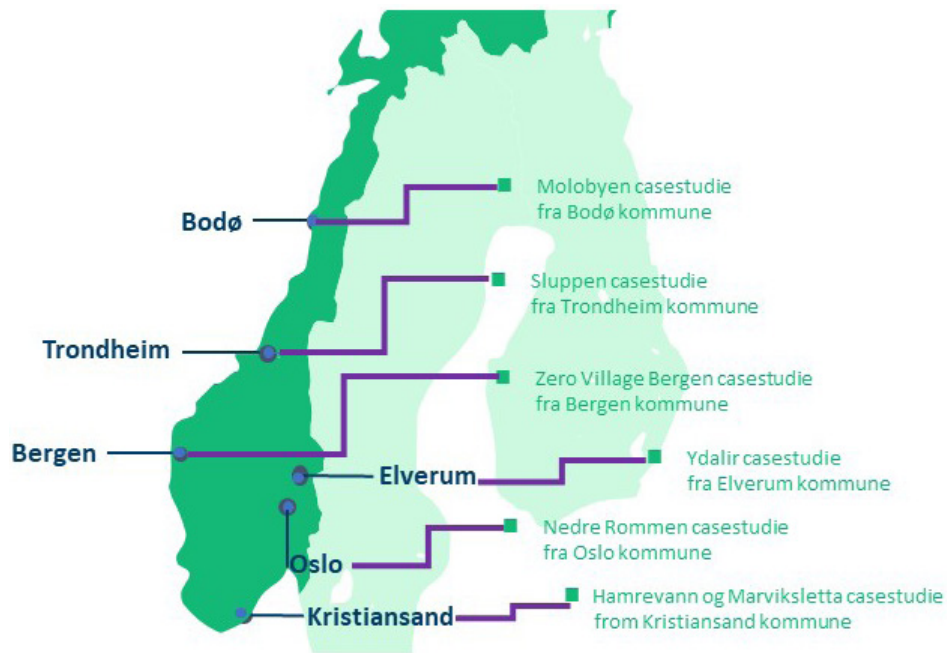 Bodø
Molobyen casestudie
fra Bodø kommune
Trondheim
Sluppen casestudie
fra Trondheim kommune
Bergen
Zero Village Bergen casestudie
fra Bergen kommune
Elverum
Ydalir casestudie
fra Elverum kommune
Oslo
Nedre Rommen casestudie
fra Oslo kommune
Kristiansand
Hamrevann og Marviksletta casestudie
from Kristiansand kommune